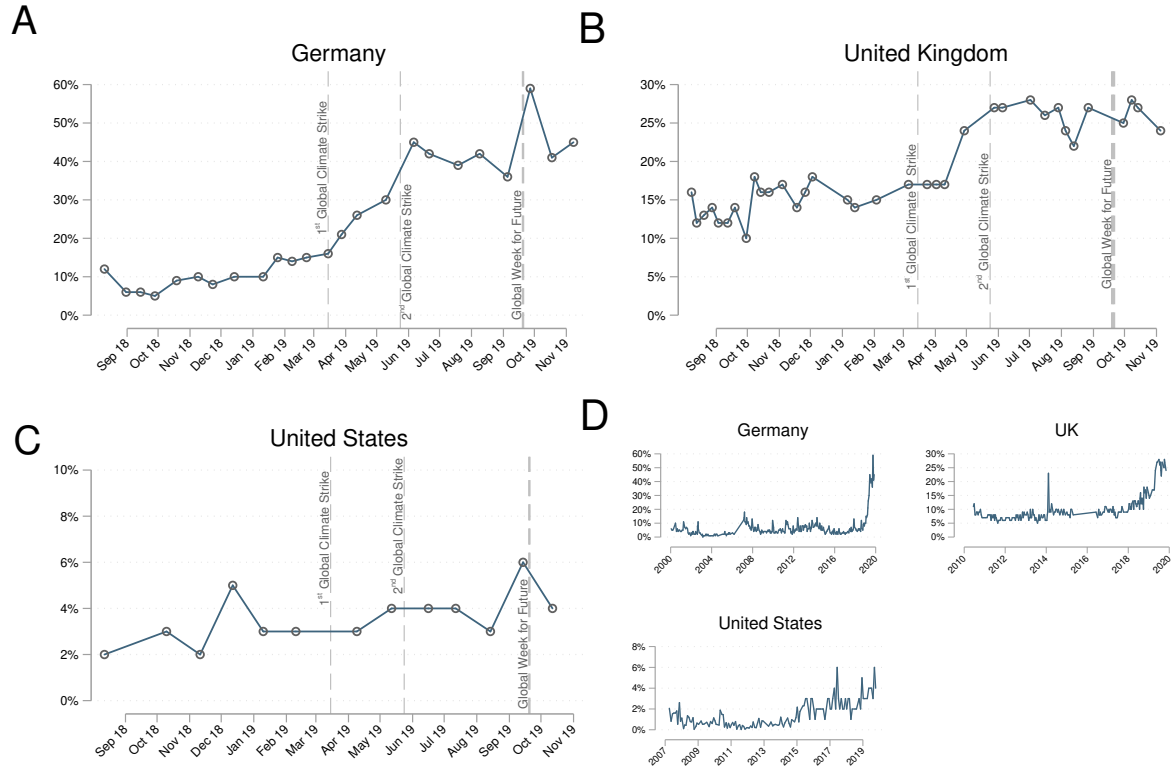 A
Germany
60%
50%
40%
30%
20%
10%
0%
1st Global Climate Strike
2nd Global Climate Strike
Global Week for Future
Sep 18
Oct 18
Nov 18
Dec 18
Jan 19
Feb 19
Mar 19
Apr 19
May 19
Jun 19
Jul 19
Aug 19
Sep 19
Oct 19
Nov 19
B
United Kingdom
30%
25%
20%
15%
10%
5%
0%
1st Global Climate Strike
2nd Global Climate Strike
Global Week for Future
Sep 18
Oct 18
Nov 18
Dec 18
Jan 19
Feb 19
Mar 19
Apr 19
May 19
Jun 19
Jul 19
Aug 19
Sep 19
Oct 19
Nov 19
C
United States
10%
8%
6%
4%
2%
0%
1st Global Climate Strike
2nd Global Climate Strike
Global Week for Future
Sep 18
Oct 18
Nov 18
Dec 18
Jan 19
Feb 19
Mar 19
Apr 19
May 19
Jun 19
Jul 19
Aug 19
Sep 19
Oct 19
Nov 19
D
Germany
60%
50%
40%
30%
20%
10%
0%
2000
2004
2008
2012
2016
2020
UK
30%
25%
20%
15%
10%
5%
0%
2010
2012
2014
2016
2018
2020
United States
8%
6%
4%
2%
0%
2007
2009
2011
2013
2015
2017
2019